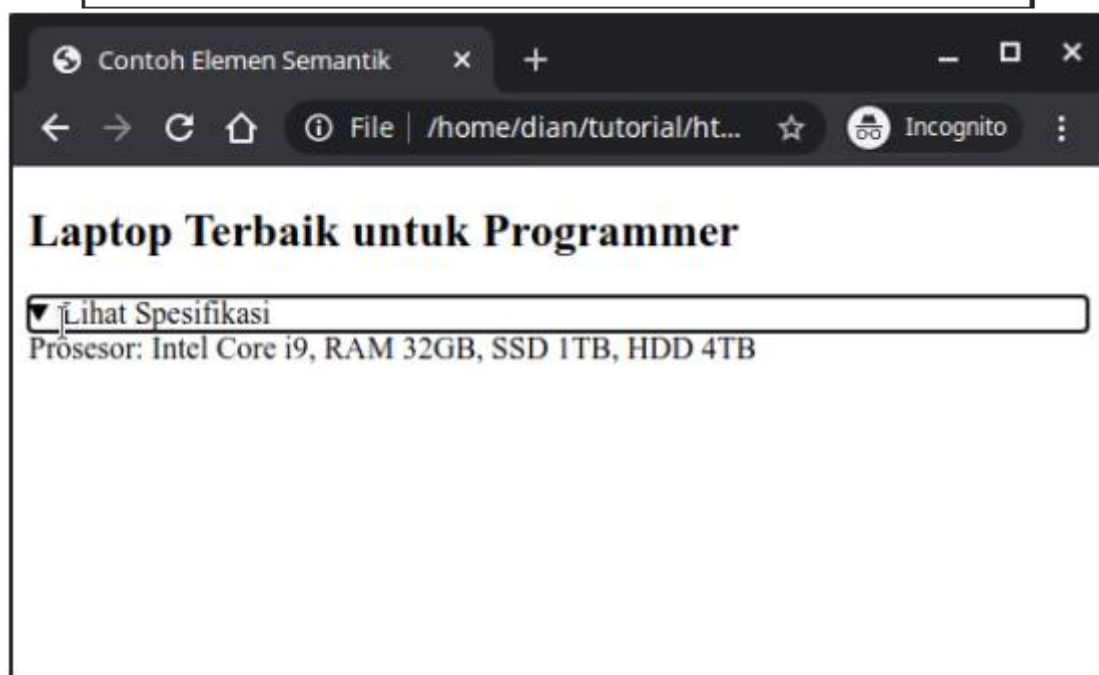 Contoh Elemen Semantik
File | /home/dian/tutorial/ht... Incognito
Laptop Terbaik untuk Programmer
Lihat Spesifikasi
Prosesor: Intel Core i9, RAM 32GB, SSD 1TB, HDD 4TB